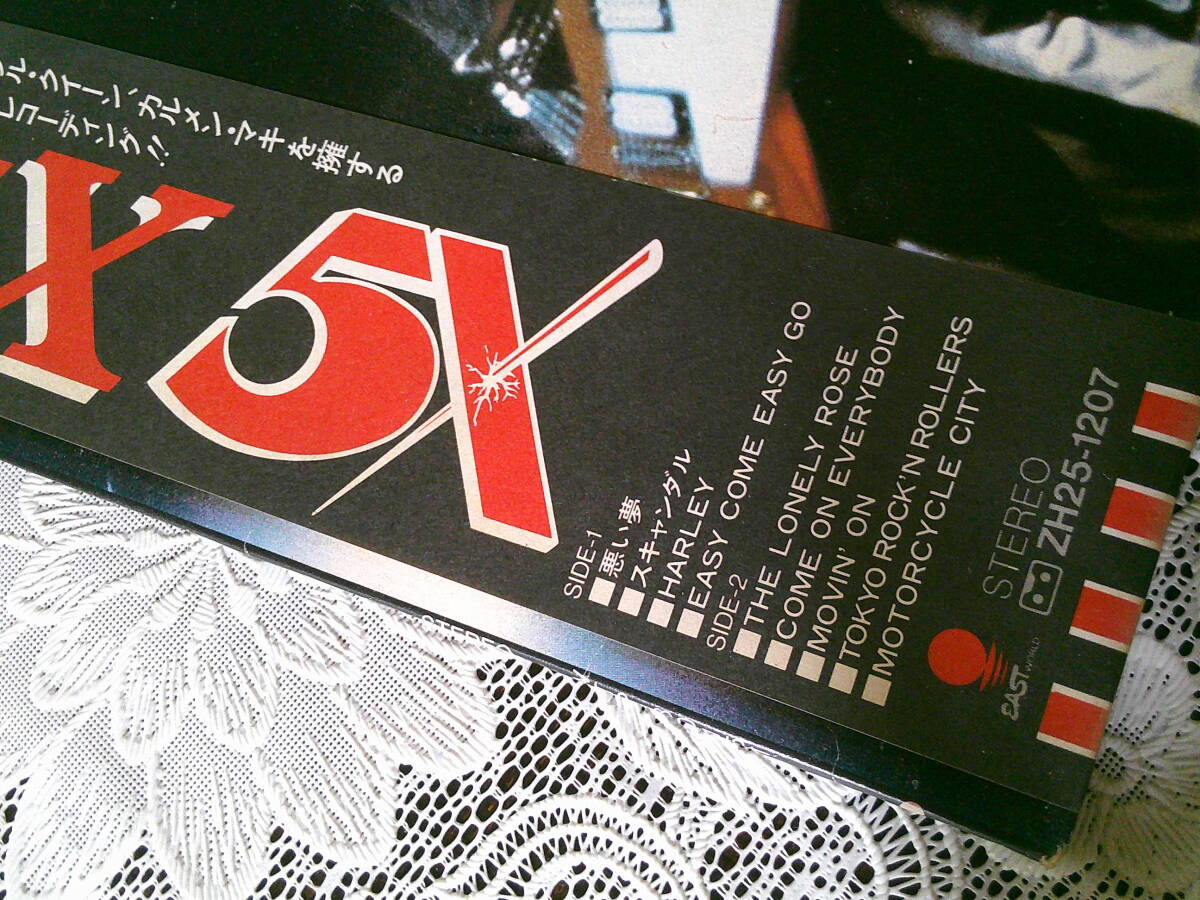 ル・クイーン、カルメン・マキを擁する
レコーディング!!
X
5X
SIDE-1
悪い夢
スキャンダル
HARLEY
EASY COME EASY GO
SIDE-2
THE LONELY ROSE
COME ON EVERYBODY
MOVIN' ON
TOKYO ROCK'N ROLLERS
MOTORCYCLE CITY
STEREO
ZH25-1207
EAST WORLD